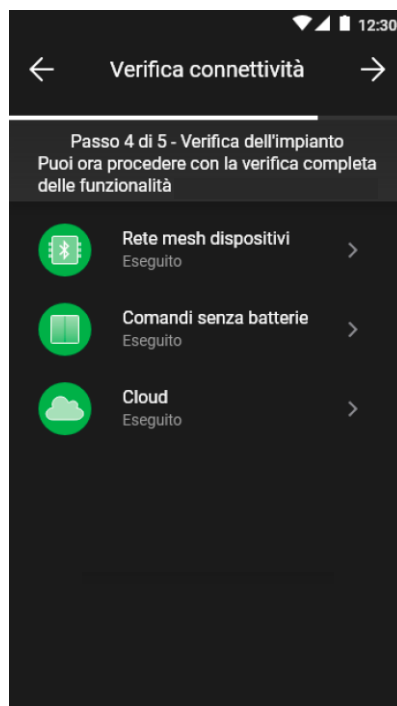 12:30
Verifica connettività
Passo 4 di 5 - Verifica dell'impianto
Puoi ora procedere con la verifica completa
delle funzionalità
Rete mesh dispositivi
Eseguito
Comandi senza batterie
Eseguito
Cloud
Eseguito